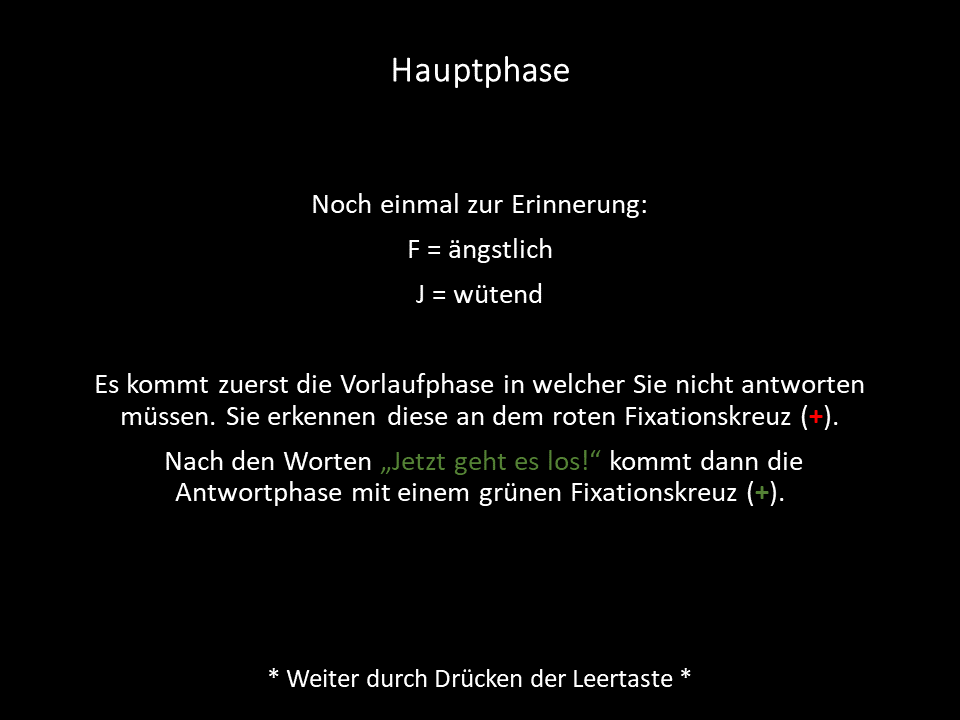 Hauptphase
Noch einmal zur Erinnerung:
F = ängstlich
J = wütend
Es kommt zuerst die Vorlaufphase in welcher Sie nicht antworten
müssen. Sie erkennen diese an dem roten Fixationskreuz (+).
Nach den Worten „Jetzt geht es los!“ kommt dann die
Antwortphase mit einem grünen Fixationskreuz (+).
* Weiter durch Drücken der Leertaste *